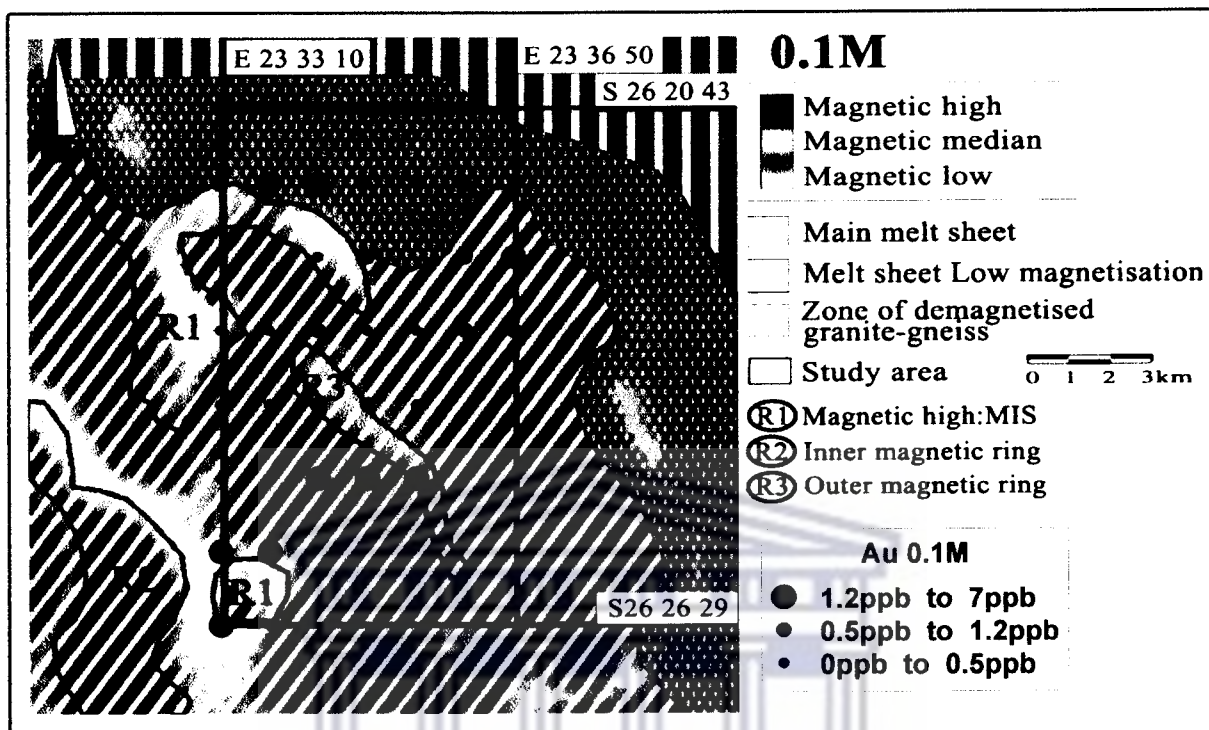 E 23 33 10
E 23 36 50
S 26 20 43
0.1M
Magnetic high
Magnetic median
Magnetic low
Main melt sheet
Melt sheet Low magnetisation
Zone of demagnetised
granite-gneiss
Study area
0 1 2 3km
R1 Magnetic high:MIS
R2 Inner magnetic ring
R3 Outer magnetic ring
R1
R3
R1
S26 26 29
Au 0.1M
1.2ppb to 7ppb
0.5ppb to 1.2ppb
0ppb to 0.5ppb